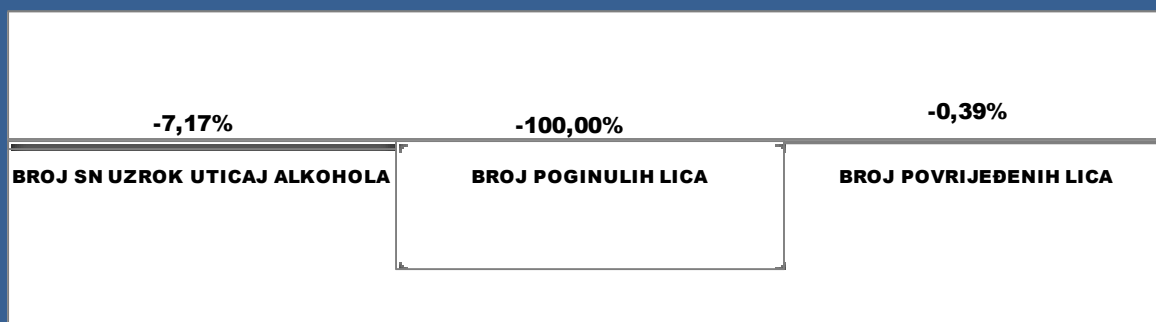 -7,17%
-100,00%
-0,39%
BROJ SN UZROK UTICAJ ALKOHOLA
BROJ POGINULIH LICA
BROJ POVRIJEĐENIH LICA